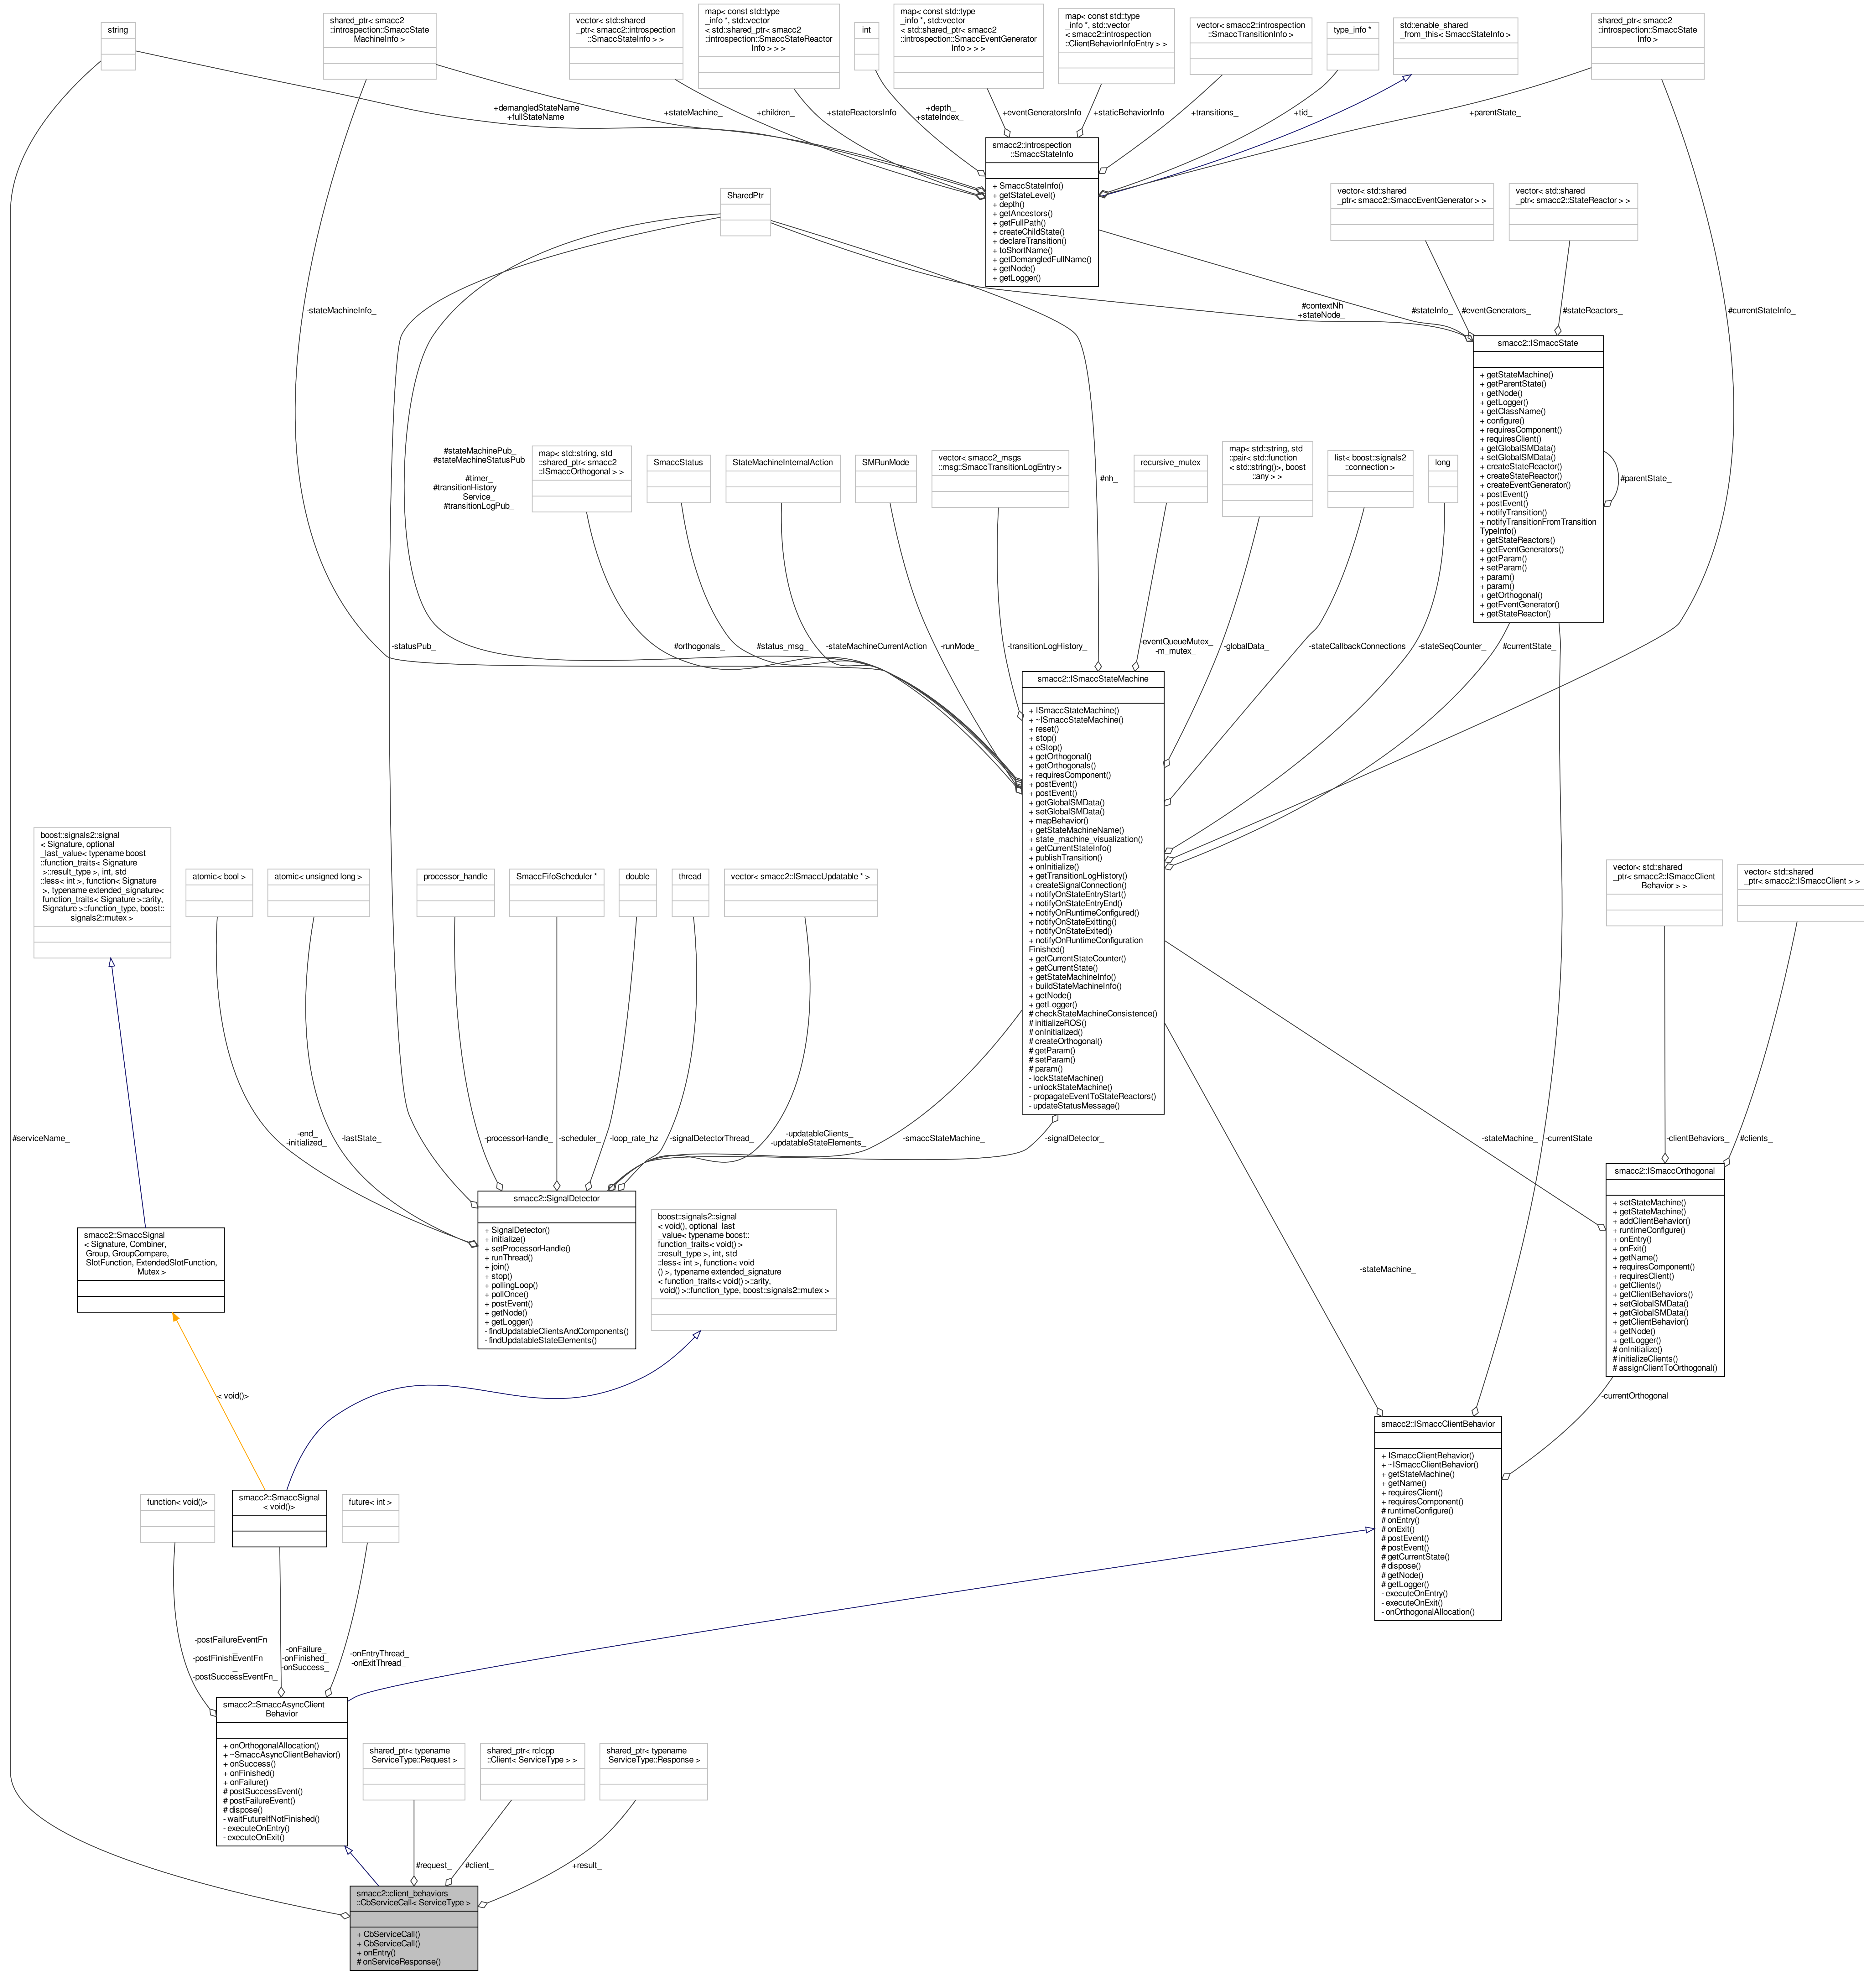 string
shared_ptr< smacc2
::introspection::SmaccState
MachineInfo >
vector< std::shared
_ptr< smacc2::introspection
::SmaccStateInfo > >
map< const std::type
_info *, std::vector
< std::shared_ptr< smacc2
::introspection::SmaccStateReactor
Info > > >
int
map< const std::type
_info *, std::vector
< std::shared_ptr< smacc2
::introspection::SmaccEventGenerator
Info > > >
map< const std::type
_info *, std::vector
< smacc2::introspection
::ClientBehaviorInfoEntry > >
vector< smacc2::introspection
::SmaccTransitionInfo >
type_info *
std::enable_shared
_from_this< SmaccStateInfo >
shared_ptr< smacc2
::introspection::SmaccState
Info >
+demangledStateName
+fullStateName
+stateMachine_
+children_
+stateReactorsInfo
+depth_
+stateIndex_
+eventGeneratorsInfo
+staticBehaviorInfo
+transitions_
+tid_
+parentState_
smacc2::introspection
::SmaccStateInfo
+ SmaccStateInfo()
+ getStateLevel()
+ depth()
+ getAncestors()
+ getFullPath()
+ createChildState()
+ declareTransition()
+ toShortName()
+ getDemangledFullName()
+ getNode()
+ getLogger()
SharedPtr
vector< std::shared
_ptr< smacc2::SmaccEventGenerator > >
vector< std::shared
_ptr< smacc2::StateReactor > >
-stateMachineInfo_
#contextNh
+stateNode_
#stateInfo_
#eventGenerators_
#stateReactors_
#currentStateInfo_
smacc2::ISmaccState
+ getStateMachine()
+ getParentState()
+ getNode()
+ getLogger()
+ getClassName()
+ configure()
+ requiresComponent()
+ requiresClient()
+ getGlobalSMData()
+ setGlobalSMData()
+ createStateReactor()
+ createStateReactor()
+ createEventGenerator()
+ postEvent()
+ postEvent()
+ notifyTransition()
+ notifyTransitionFromTransition
TypeInfo()
+ getStateReactors()
+ getEventGenerators()
+ getParam()
+ setParam()
+ param()
+ param()
+ getOrthogonal()
+ getEventGenerator()
+ getStateReactor()
#parentState_
#stateMachinePub_
#stateMachineStatusPub
_
#timer_
#transitionHistory
Service_
#transitionLogPub_
map< std::string, std
::shared_ptr< smacc2
::ISmaccOrthogonal > >
SmaccStatus
StateMachineInternalAction
SMRunMode
vector< smacc2_msgs
::msg::SmaccTransitionLogEntry >
#nh_
recursive_mutex
map< std::string, std
::pair< std::function
< std::string()>, boost
::any > >
list< boost::signals2
::connection >
long
-statusPub_
#orthogonals_
#status_msg_
-stateMachineCurrentAction
-runMode_
-transitionLogHistory_
-eventQueueMutex_
-m_mutex_
-globalData_
-stateCallbackConnections
-stateSeqCounter_
#currentState_
smacc2::ISmaccStateMachine
+ ISmaccStateMachine()
+ ~ISmaccStateMachine()
+ reset()
+ stop()
+ eStop()
+ getOrthogonal()
+ getOrthogonals()
+ requiresComponent()
+ postEvent()
+ postEvent()
+ getGlobalSMData()
+ setGlobalSMData()
+ mapBehavior()
+ getStateMachineName()
+ state_machine_visualization()
+ getCurrentStateInfo()
+ publishTransition()
+ onInitialize()
+ getTransitionLogHistory()
+ createSignalConnection()
+ notifyOnStateEntryStart()
+ notifyOnStateEntryEnd()
+ notifyOnRuntimeConfigured()
+ notifyOnStateExitting()
+ notifyOnStateExited()
+ notifyOnRuntimeConfiguration
Finished()
+ getCurrentStateCounter()
+ getCurrentState()
+ getStateMachineInfo()
+ buildStateMachineInfo()
+ getNode()
+ getLogger()
# checkStateMachineConsistence()
# initializeROS()
# onInitialized()
# createOrthogonal()
# getParam()
# setParam()
# param()
- lockStateMachine()
- unlockStateMachine()
- propagateEventToStateReactors()
- updateStatusMessage()
boost::signals2::signal
< Signature, optional
_last_value< typename boost
::function_traits< Signature
>::result_type >, int, std
::less< int >, function< Signature
>, typename extended_signature<
function_traits< Signature >::arity,
Signature >::function_type, boost::
signals2::mutex >
atomic< bool >
atomic< unsigned long >
processor_handle
SmaccFifoScheduler *
double
thread
vector< smacc2::ISmaccUpdatable * >
vector< std::shared
_ptr< smacc2::ISmaccClient
Behavior > >
vector< std::shared
_ptr< smacc2::ISmaccClient > >
#serviceName_
-end_
-initialized_
-lastState_
-processorHandle_
-scheduler_
-loop_rate_hz
-signalDetectorThread_
-updatableClients_
-updatableStateElements_
-smaccStateMachine_
-signalDetector_
-stateMachine_
-currentState
-clientBehaviors_
#clients_
smacc2::ISmaccOrthogonal
+ setStateMachine()
+ getStateMachine()
+ addClientBehavior()
+ runtimeConfigure()
+ onEntry()
+ onExit()
+ getName()
+ requiresComponent()
+ requiresClient()
+ getClients()
+ getClientBehaviors()
+ setGlobalSMData()
+ getGlobalSMData()
+ getClientBehavior()
+ getNode()
+ getLogger()
# onInitialize()
# initializeClients()
# assignClientToOrthogonal()
smacc2::SignalDetector
+ SignalDetector()
+ initialize()
+ setProcessorHandle()
+ runThread()
+ join()
+ stop()
+ pollingLoop()
+ pollOnce()
+ postEvent()
+ getNode()
+ getLogger()
- findUpdatableClientsAndComponents()
- findUpdatableStateElements()
boost::signals2::signal
< void(), optional_last
_value< typename boost::
function_traits< void() >
::result_type >, int, std
::less< int >, function< void
() >, typename extended_signature
< function_traits< void() >::arity,
void() >::function_type, boost::signals2::mutex >
smacc2::SmaccSignal
< Signature, Combiner,
Group, GroupCompare,
SlotFunction, ExtendedSlotFunction,
Mutex >
-stateMachine_
< void()>
-currentOrthogonal
smacc2::ISmaccClientBehavior
+ ISmaccClientBehavior()
+ ~ISmaccClientBehavior()
+ getStateMachine()
+ getName()
+ requiresClient()
+ requiresComponent()
# runtimeConfigure()
# onEntry()
# onExit()
# postEvent()
# postEvent()
# getCurrentState()
# dispose()
# getNode()
# getLogger()
- executeOnEntry()
- executeOnExit()
- onOrthogonalAllocation()
function< void()>
smacc2::SmaccSignal
< void()>
future< int >
-postFailureEventFn
_
-postFinishEventFn
_
-postSuccessEventFn_
-onFailure_
-onFinished_
-onSuccess_
-onEntryThread_
-onExitThread_
smacc2::SmaccAsyncClient
Behavior
+ onOrthogonalAllocation()
+ ~SmaccAsyncClientBehavior()
+ onSuccess()
+ onFinished()
+ onFailure()
# postSuccessEvent()
# postFailureEvent()
# dispose()
- waitFutureIfNotFinished()
- executeOnEntry()
- executeOnExit()
shared_ptr< typename
ServiceType::Request >
shared_ptr< rclcpp
::Client< ServiceType > >
shared_ptr< typename
ServiceType::Response >
#request_
#client_
+result_
smacc2::client_behaviors
::CbServiceCall< ServiceType >
+ CbServiceCall()
+ CbServiceCall()
+ onEntry()
# onServiceResponse()